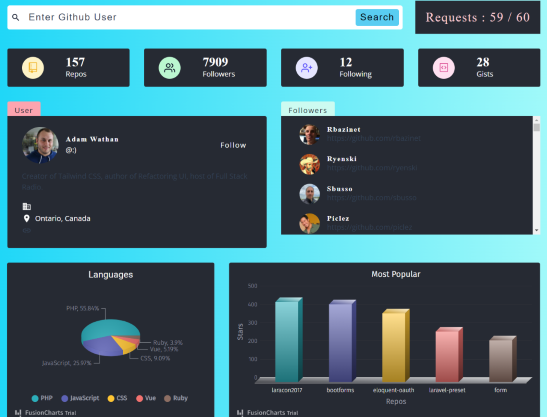 Enter Github User
Search
Requests : 59 / 60
157
Repos
7909
Followers
12
Following
28
Gists
User
Adam Wathan
@:)
Follow
Creator of Tailwind CSS, author of Refactoring UI, host of Full Stack
Radio.
Ontario, Canada
Followers
Rbazinet
https://github.com/rbazinet
Ryenski
https://github.com/ryenski
Sbusso
https://github.com/sbusso
Piclez
https://github.com/piclez
Languages
PHP, 55.84%
JavaScript, 25.97%
Ruby, 3.9%
Vue, 5.19%
CSS, 9.09%
PHP
JavaScript
CSS
Vue
Ruby
FusionCharts Trial
Most Popular
Stars
500
400
300
200
100
0
laracon2017
bootforms
eloquent-oauth
laravel-preset
form
Repos
FusionCharts Trial